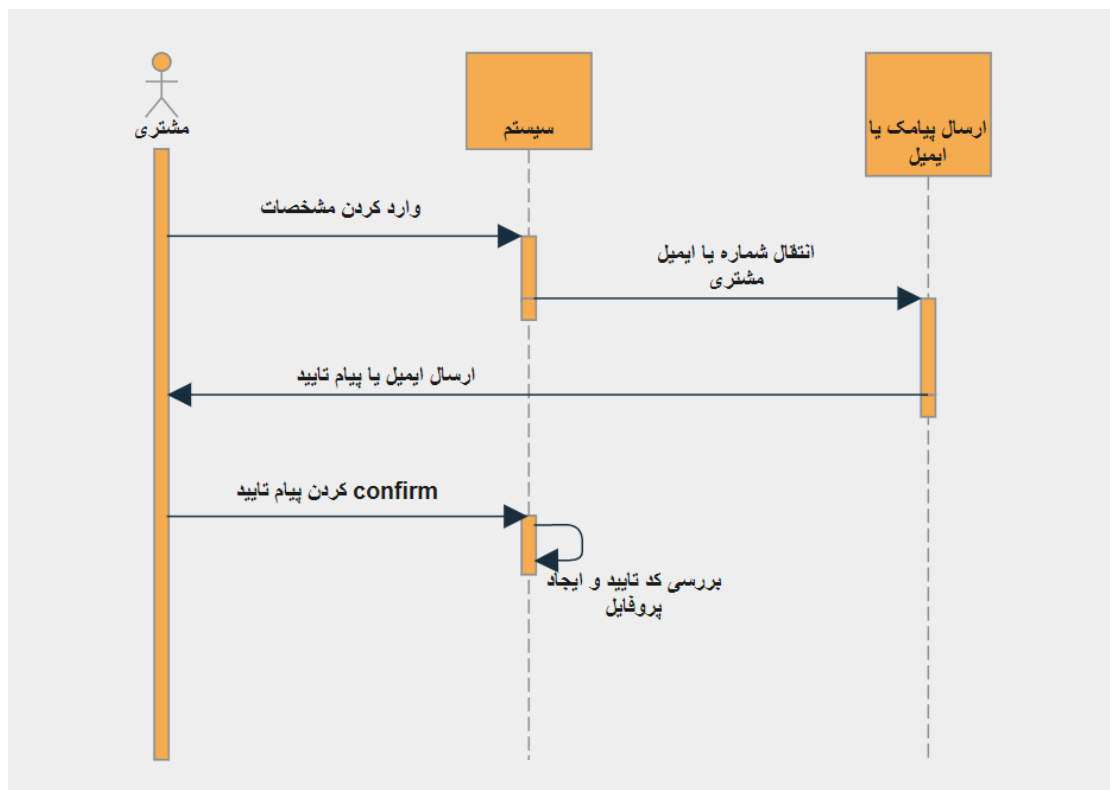 مشتری
سیستم
ارسال پیامک یا
ایمیل
وارد کردن مشخصات
انتقال شماره یا ایمیل
مشتری
ارسال ایمیل یا پیام تایید
confirm کردن پیام تایید
بررسی کد تایید و ایجاد
پروفایل